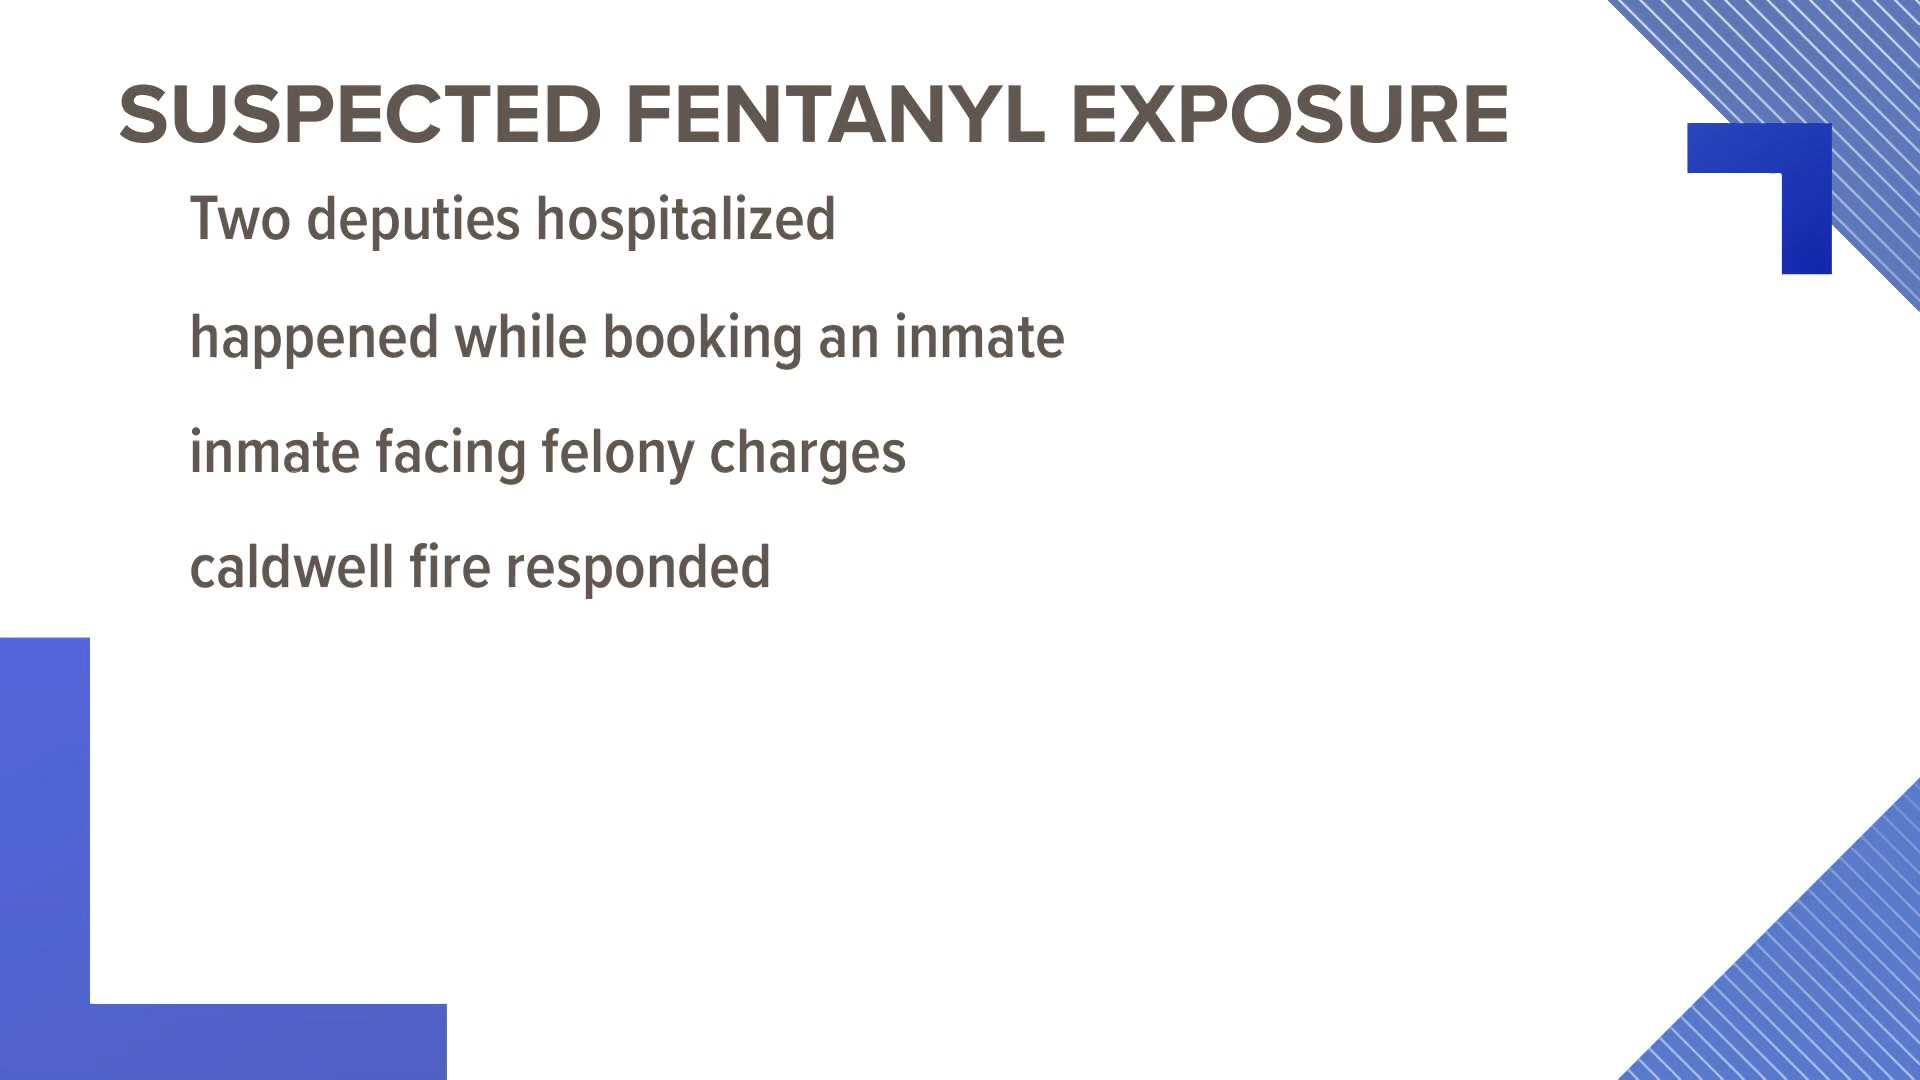 SUSPECTED FENTANYL EXPOSURE
Two deputies hospitalized
happened while booking an inmate
inmate facing felony charges
caldwell fire responded